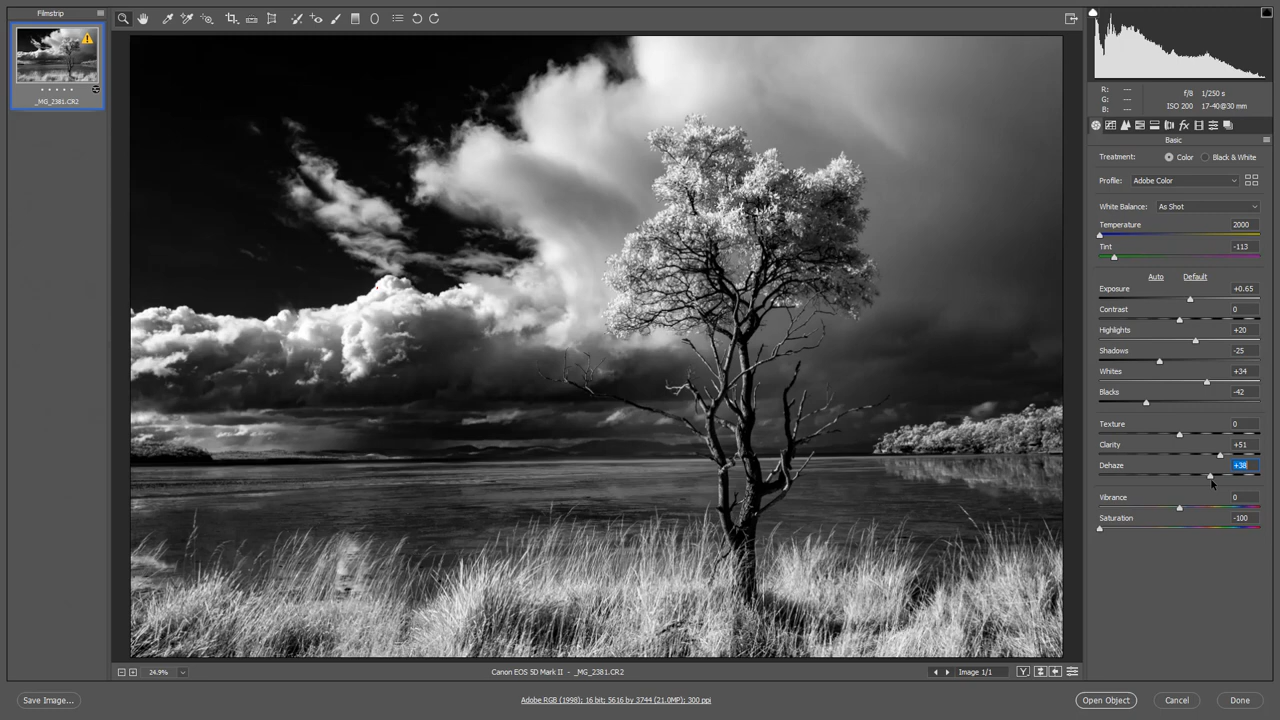 Filmstrip
_MG_2381.CR2
R: ---
G: ---
B: ---
f/8 1/250 s
ISO 200 17-40@30 mm
Basic
Treatment: Color Black & White
Profile: Adobe Color
White Balance: As Shot
Temperature 2000
Tint -113
Auto Default
Exposure +0.65
Contrast 0
Highlights +20
Shadows -25
Whites +34
Blacks -42
Texture 0
Clarity +51
Dehaze +38
Vibrance 0
Saturation -100
24.9% Canon EOS 5D Mark II - _MG_2381.CR2 Image 1/1 Y
Save Image... Adobe RGB (1998); 16 bit; 5616 by 3744 (21.0MP); 300 ppi Open Object Cancel Done